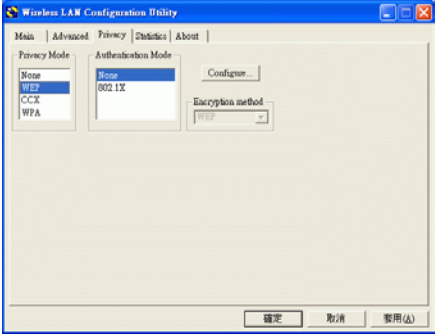 Wireless LAN Configuration Utility
Main Advanced Privacy Statistics About
Privacy Mode
None
WEP
CCX
WPA
Authentication Mode
None
802.1X
Configure...
Encryption method
WEP
確定 取消 套用(A)